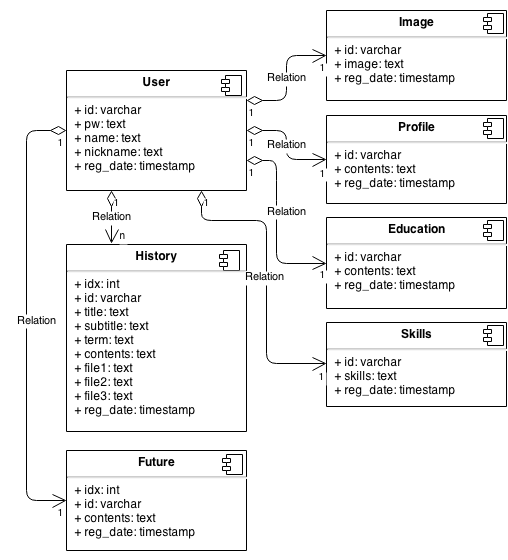 Image
+ id: varchar
+ image: text
+ reg_date: timestamp
User
+ id: varchar
+ pw: text
+ name: text
+ nickname: text
+ reg_date: timestamp
Relation
1
1
Profile
+ id: varchar
+ contents: text
+ reg_date: timestamp
Relation
1
1
1
Education
+ id: varchar
+ contents: text
+ reg_date: timestamp
Relation
1
1
Relation
1
n
History
+ idx: int
+ id: varchar
+ title: text
+ subtitle: text
+ term: text
+ contents: text
+ file1: text
+ file2: text
+ file3: text
+ reg_date: timestamp
1
Relation
1
Skills
+ id: varchar
+ skills: text
+ reg_date: timestamp
Relation
1
Future
+ idx: int
+ id: varchar
+ contents: text
+ reg_date: timestamp